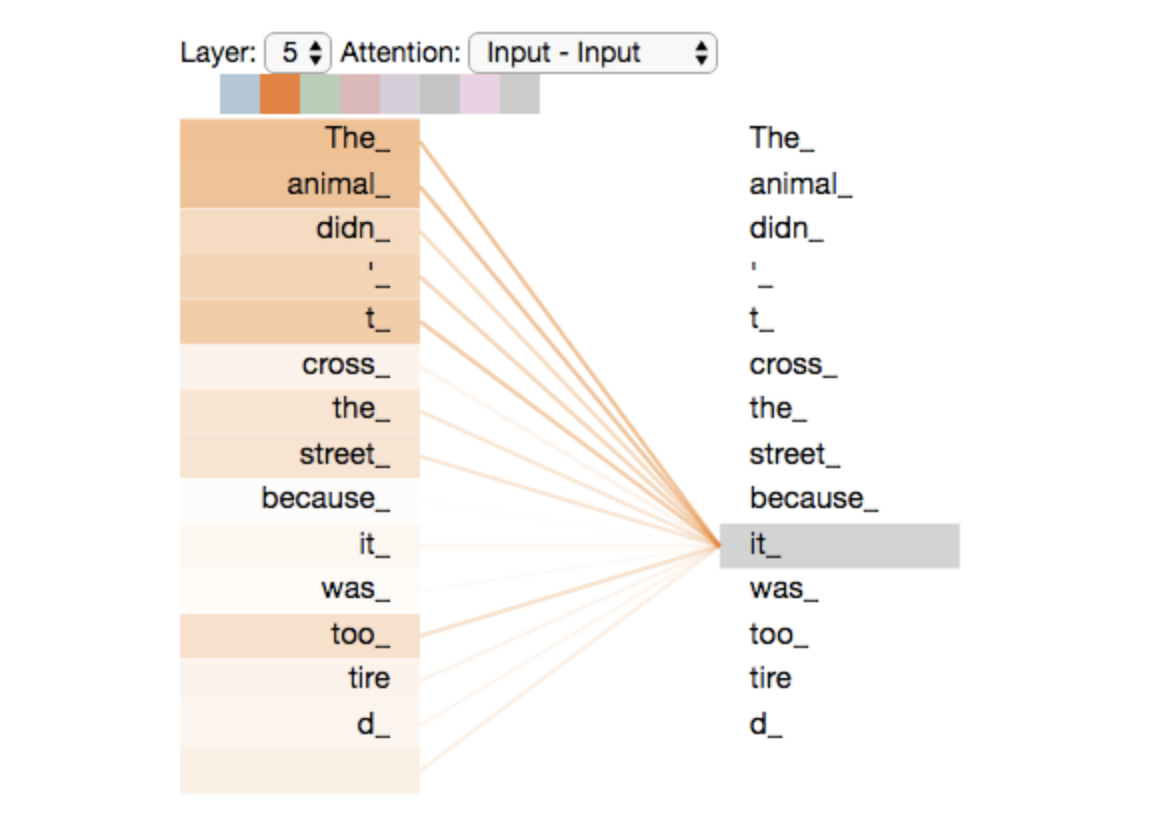 Layer: 5 Attention: Input - Input
The_ The_
animal_ animal_
didn_ didn_
'_ '_
t_ t_
cross_ cross_
the_ the_
street_ street_
because_ because_
it_ it_
was_ was_
too_ too_
tire tire
d_ d_